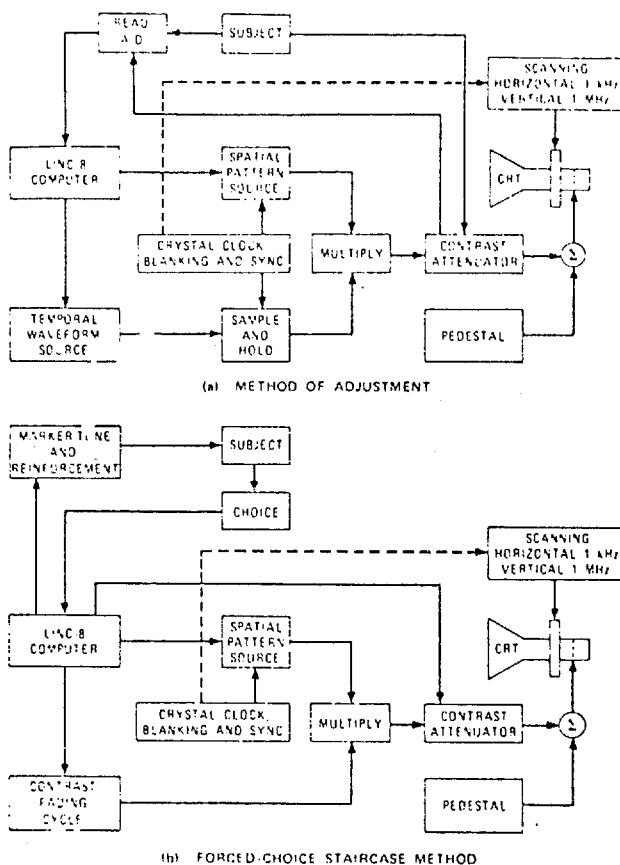 READ
A/D
SUBJECT
SCANNING
HORIZONTAL 1 kHz
VERTICAL 1 MHz
LINC-8
COMPUTER
SPATIAL
PATTERN
SOURCE
CRT
CRYSTAL CLOCK,
BLANKING AND SYNC
MULTIPLY
CONTRAST
ATTENUATOR
Σ
TEMPORAL
WAVEFORM
SOURCE
SAMPLE
AND
HOLD
PEDESTAL
(a) METHOD OF ADJUSTMENT
MARKER TONE
AND
REINFORCEMENT
SUBJECT
CHOICE
SCANNING
HORIZONTAL 1 kHz
VERTICAL 1 MHz
LINC-8
COMPUTER
SPATIAL
PATTERN
SOURCE
CRT
CRYSTAL CLOCK,
BLANKING AND SYNC
MULTIPLY
CONTRAST
ATTENUATOR
Σ
CONTRAST
FADING
CYCLE
PEDESTAL
(b) FORCED-CHOICE STAIRCASE METHOD